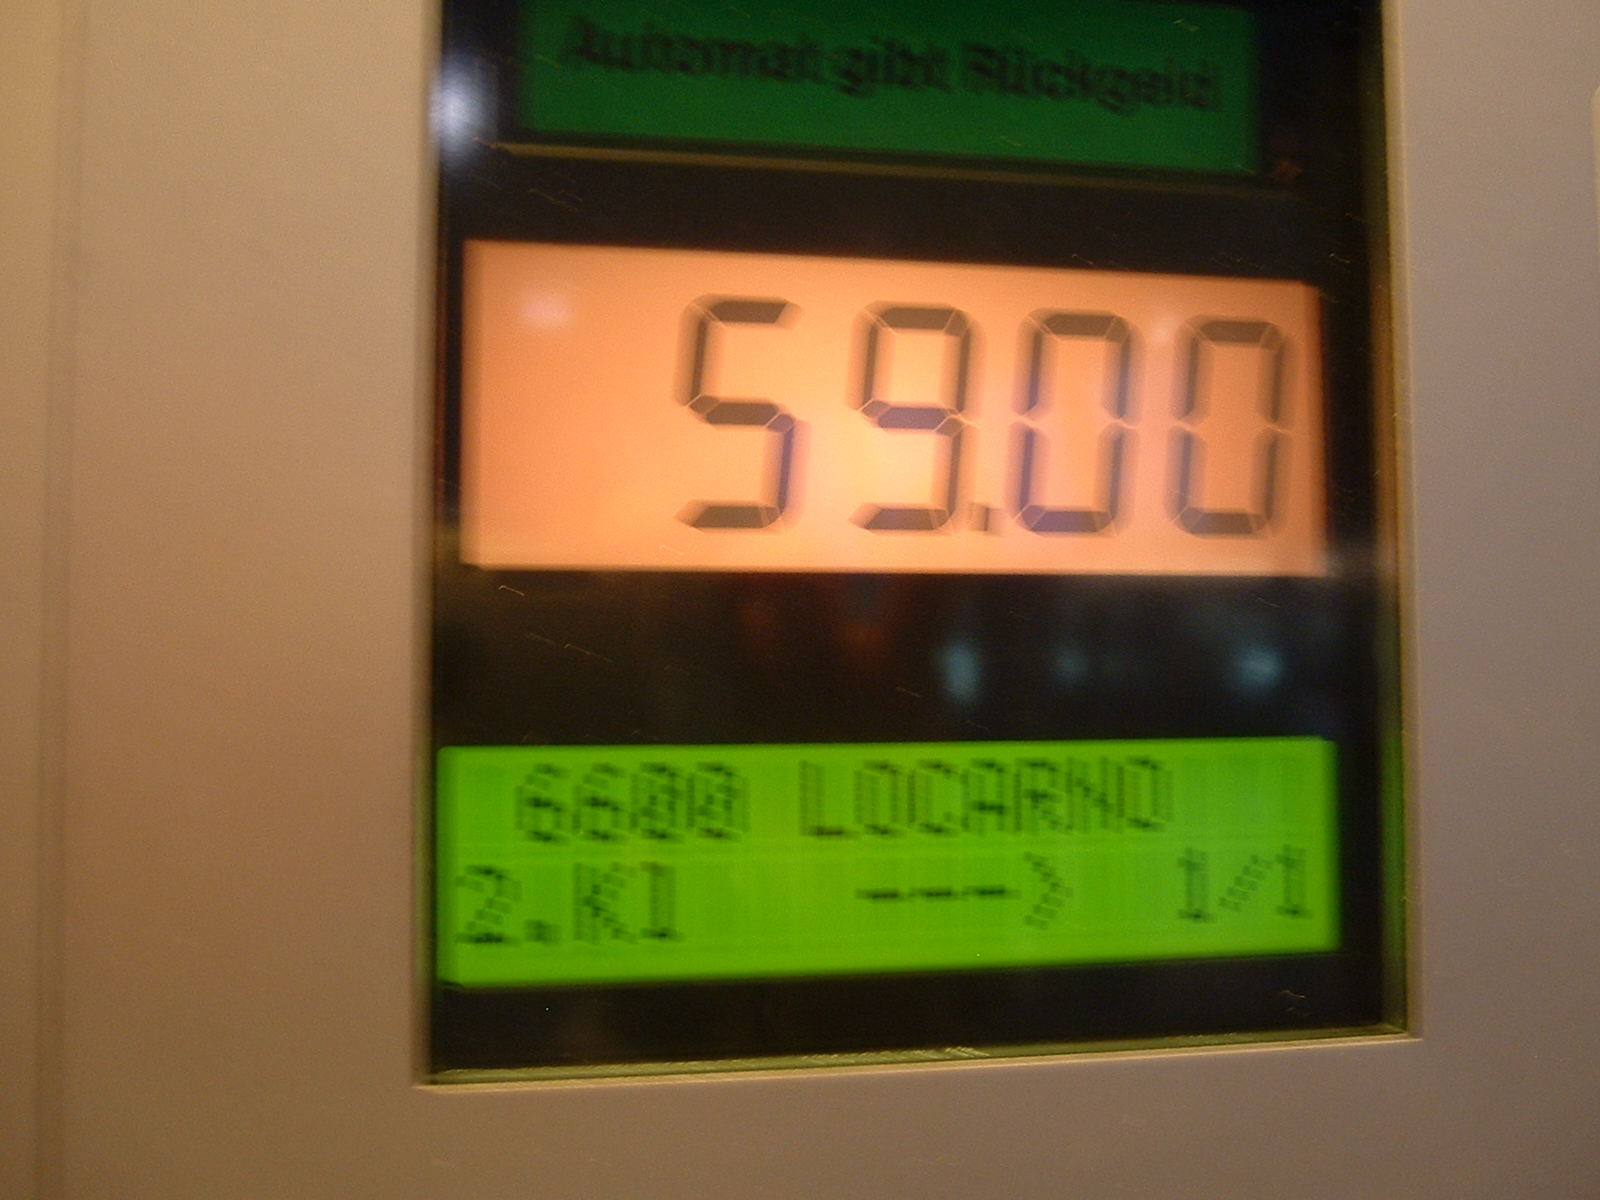 Automat gibt Rückgeld
59.00
6600 LOCARNO
2.Kl ---> 1/1